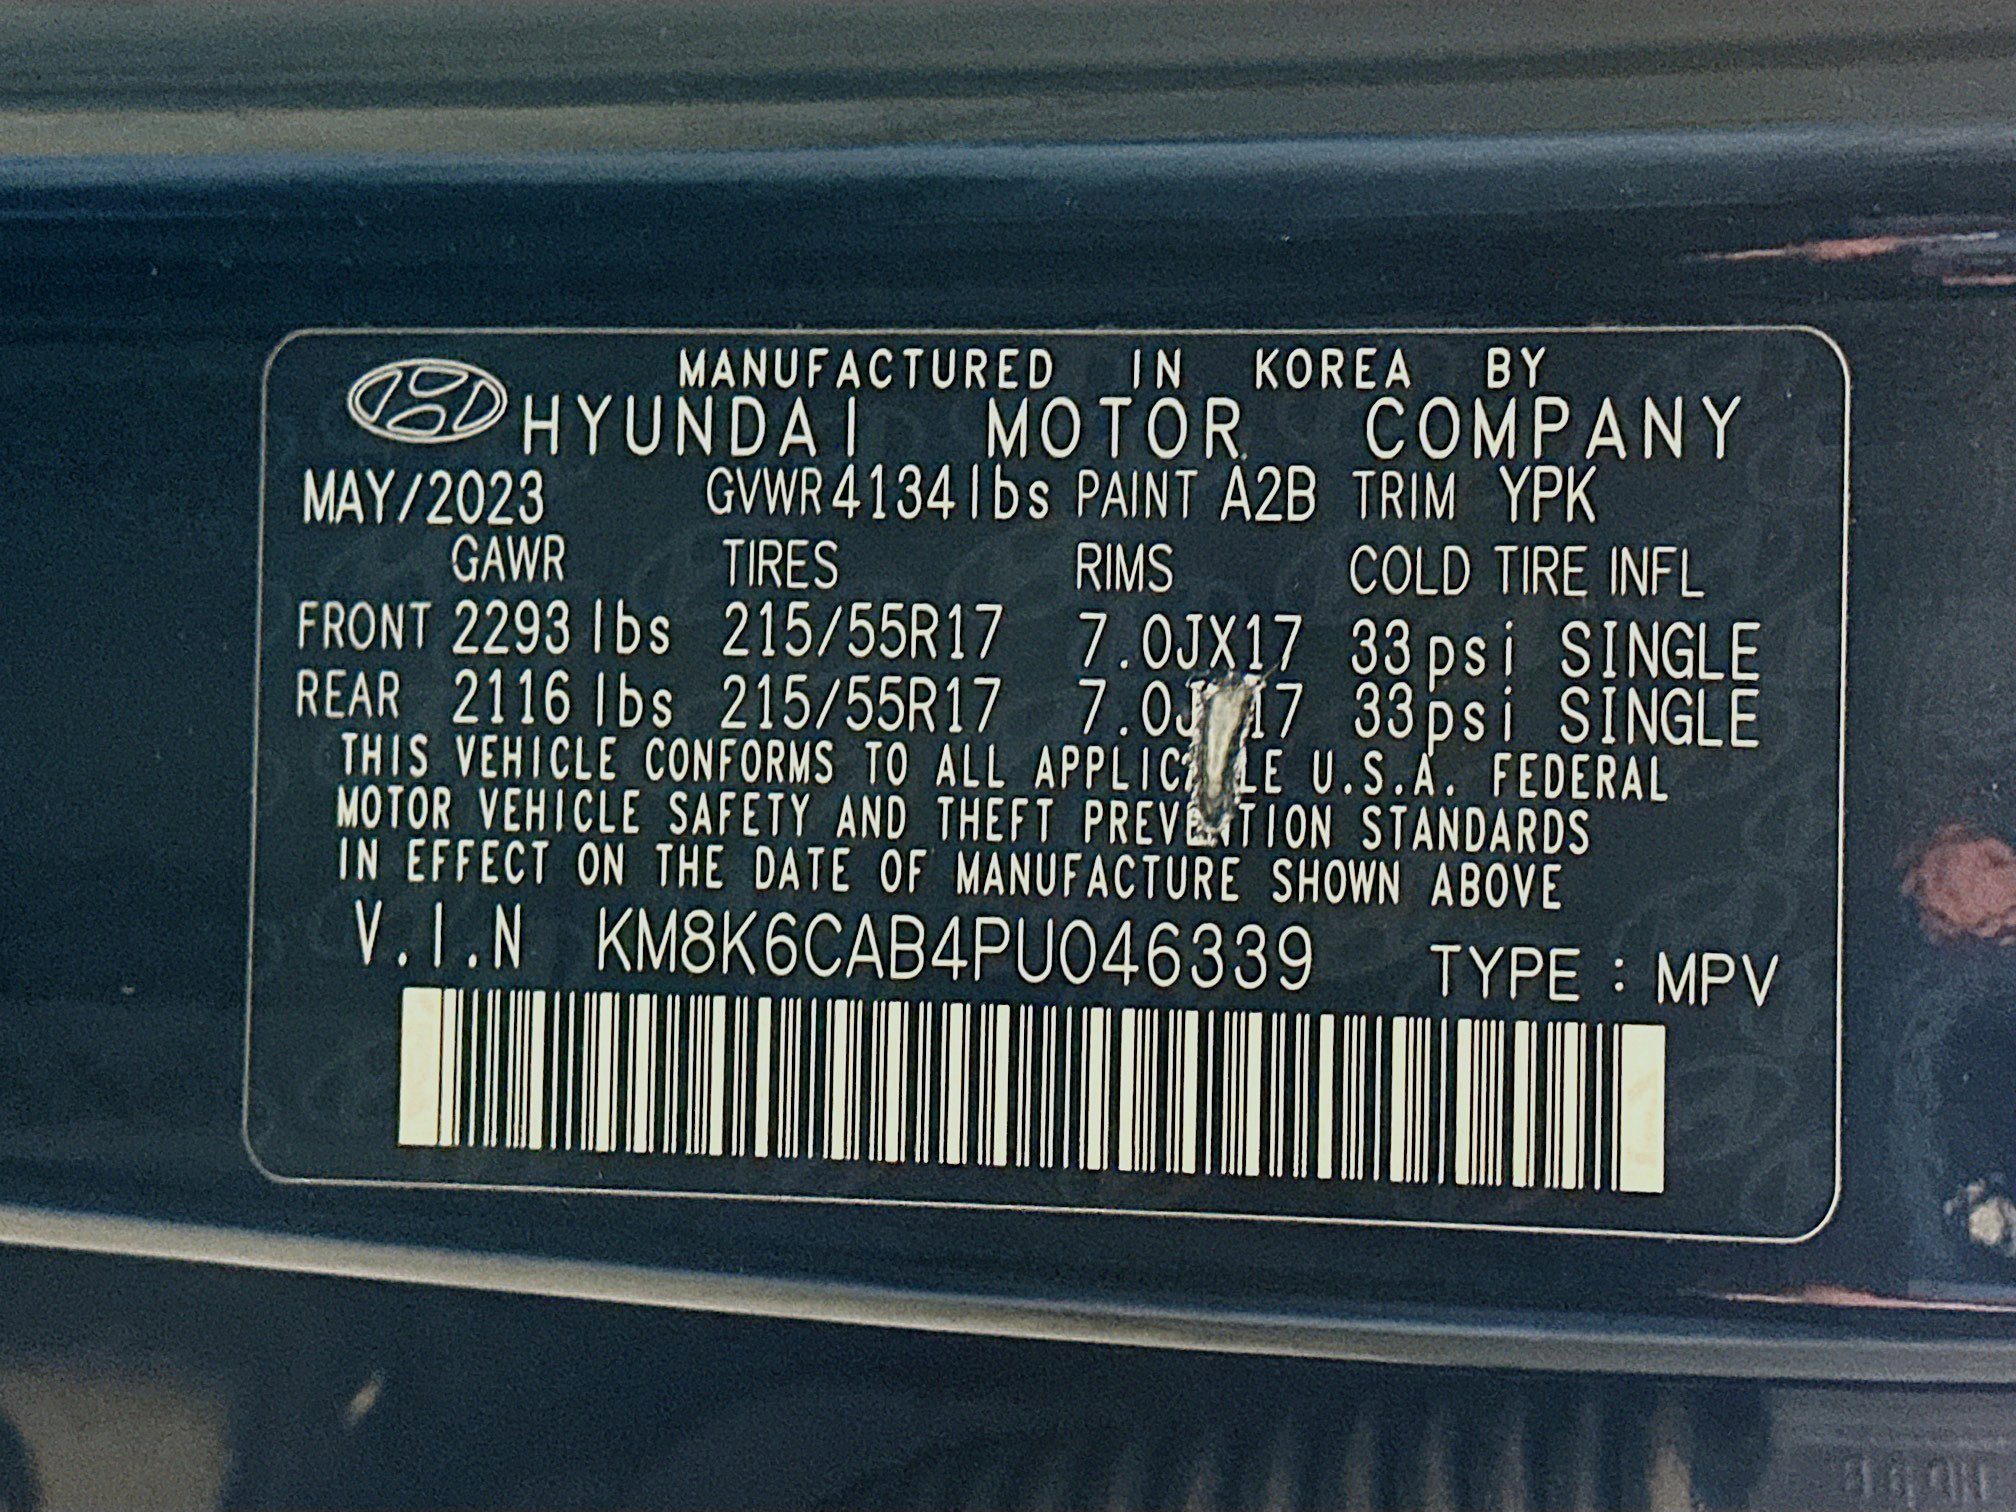 MANUFACTURED IN KOREA BY
HYUNDAI MOTOR COMPANY
MAY/2023 GVWR 4134lbs PAINT A2B TRIM YPK
GAWR TIRES RIMS COLD TIRE INFL
FRONT 2293 lbs 215/55R17 7.0JX17 33psi SINGLE
REAR 2116 lbs 215/55R17 33psi SINGLE
THIS VEHICLE CONFORMS TO ALL U.S.A. FEDERAL
MOTOR VEHICLE SAFETY AND THEFT PREVENTION STANDARDS
IN EFFECT ON THE DATE OF MANUFACTURE SHOWN ABOVE
V.I.N KM8K6CAB4PU046339 TYPE : MPV